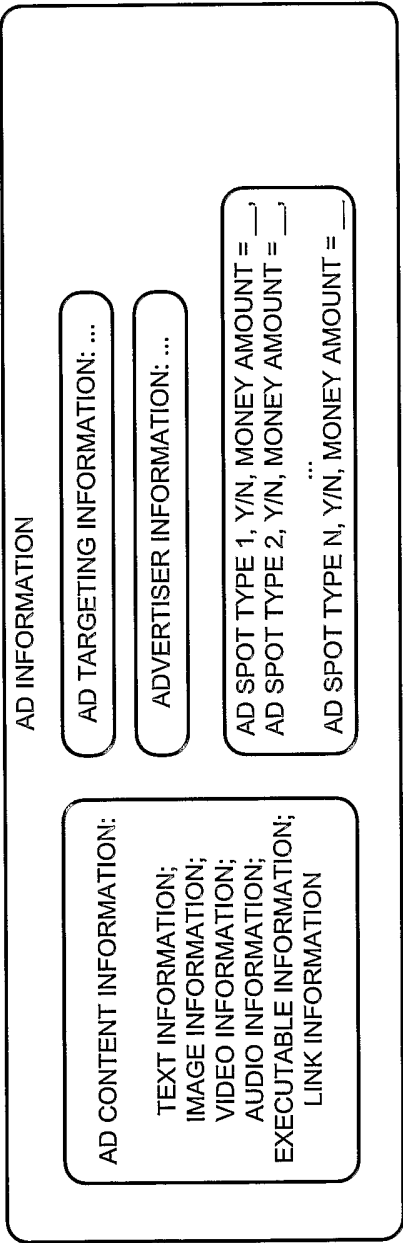 AD INFORMATION
AD CONTENT INFORMATION:
TEXT INFORMATION;
IMAGE INFORMATION;
VIDEO INFORMATION;
AUDIO INFORMATION;
EXECUTABLE INFORMATION;
LINK INFORMATION
AD TARGETING INFORMATION: ...
ADVERTISER INFORMATION: ...
AD SPOT TYPE 1, Y/N, MONEY AMOUNT = __,
AD SPOT TYPE 2, Y/N, MONEY AMOUNT = __,
...
AD SPOT TYPE N, Y/N, MONEY AMOUNT = __